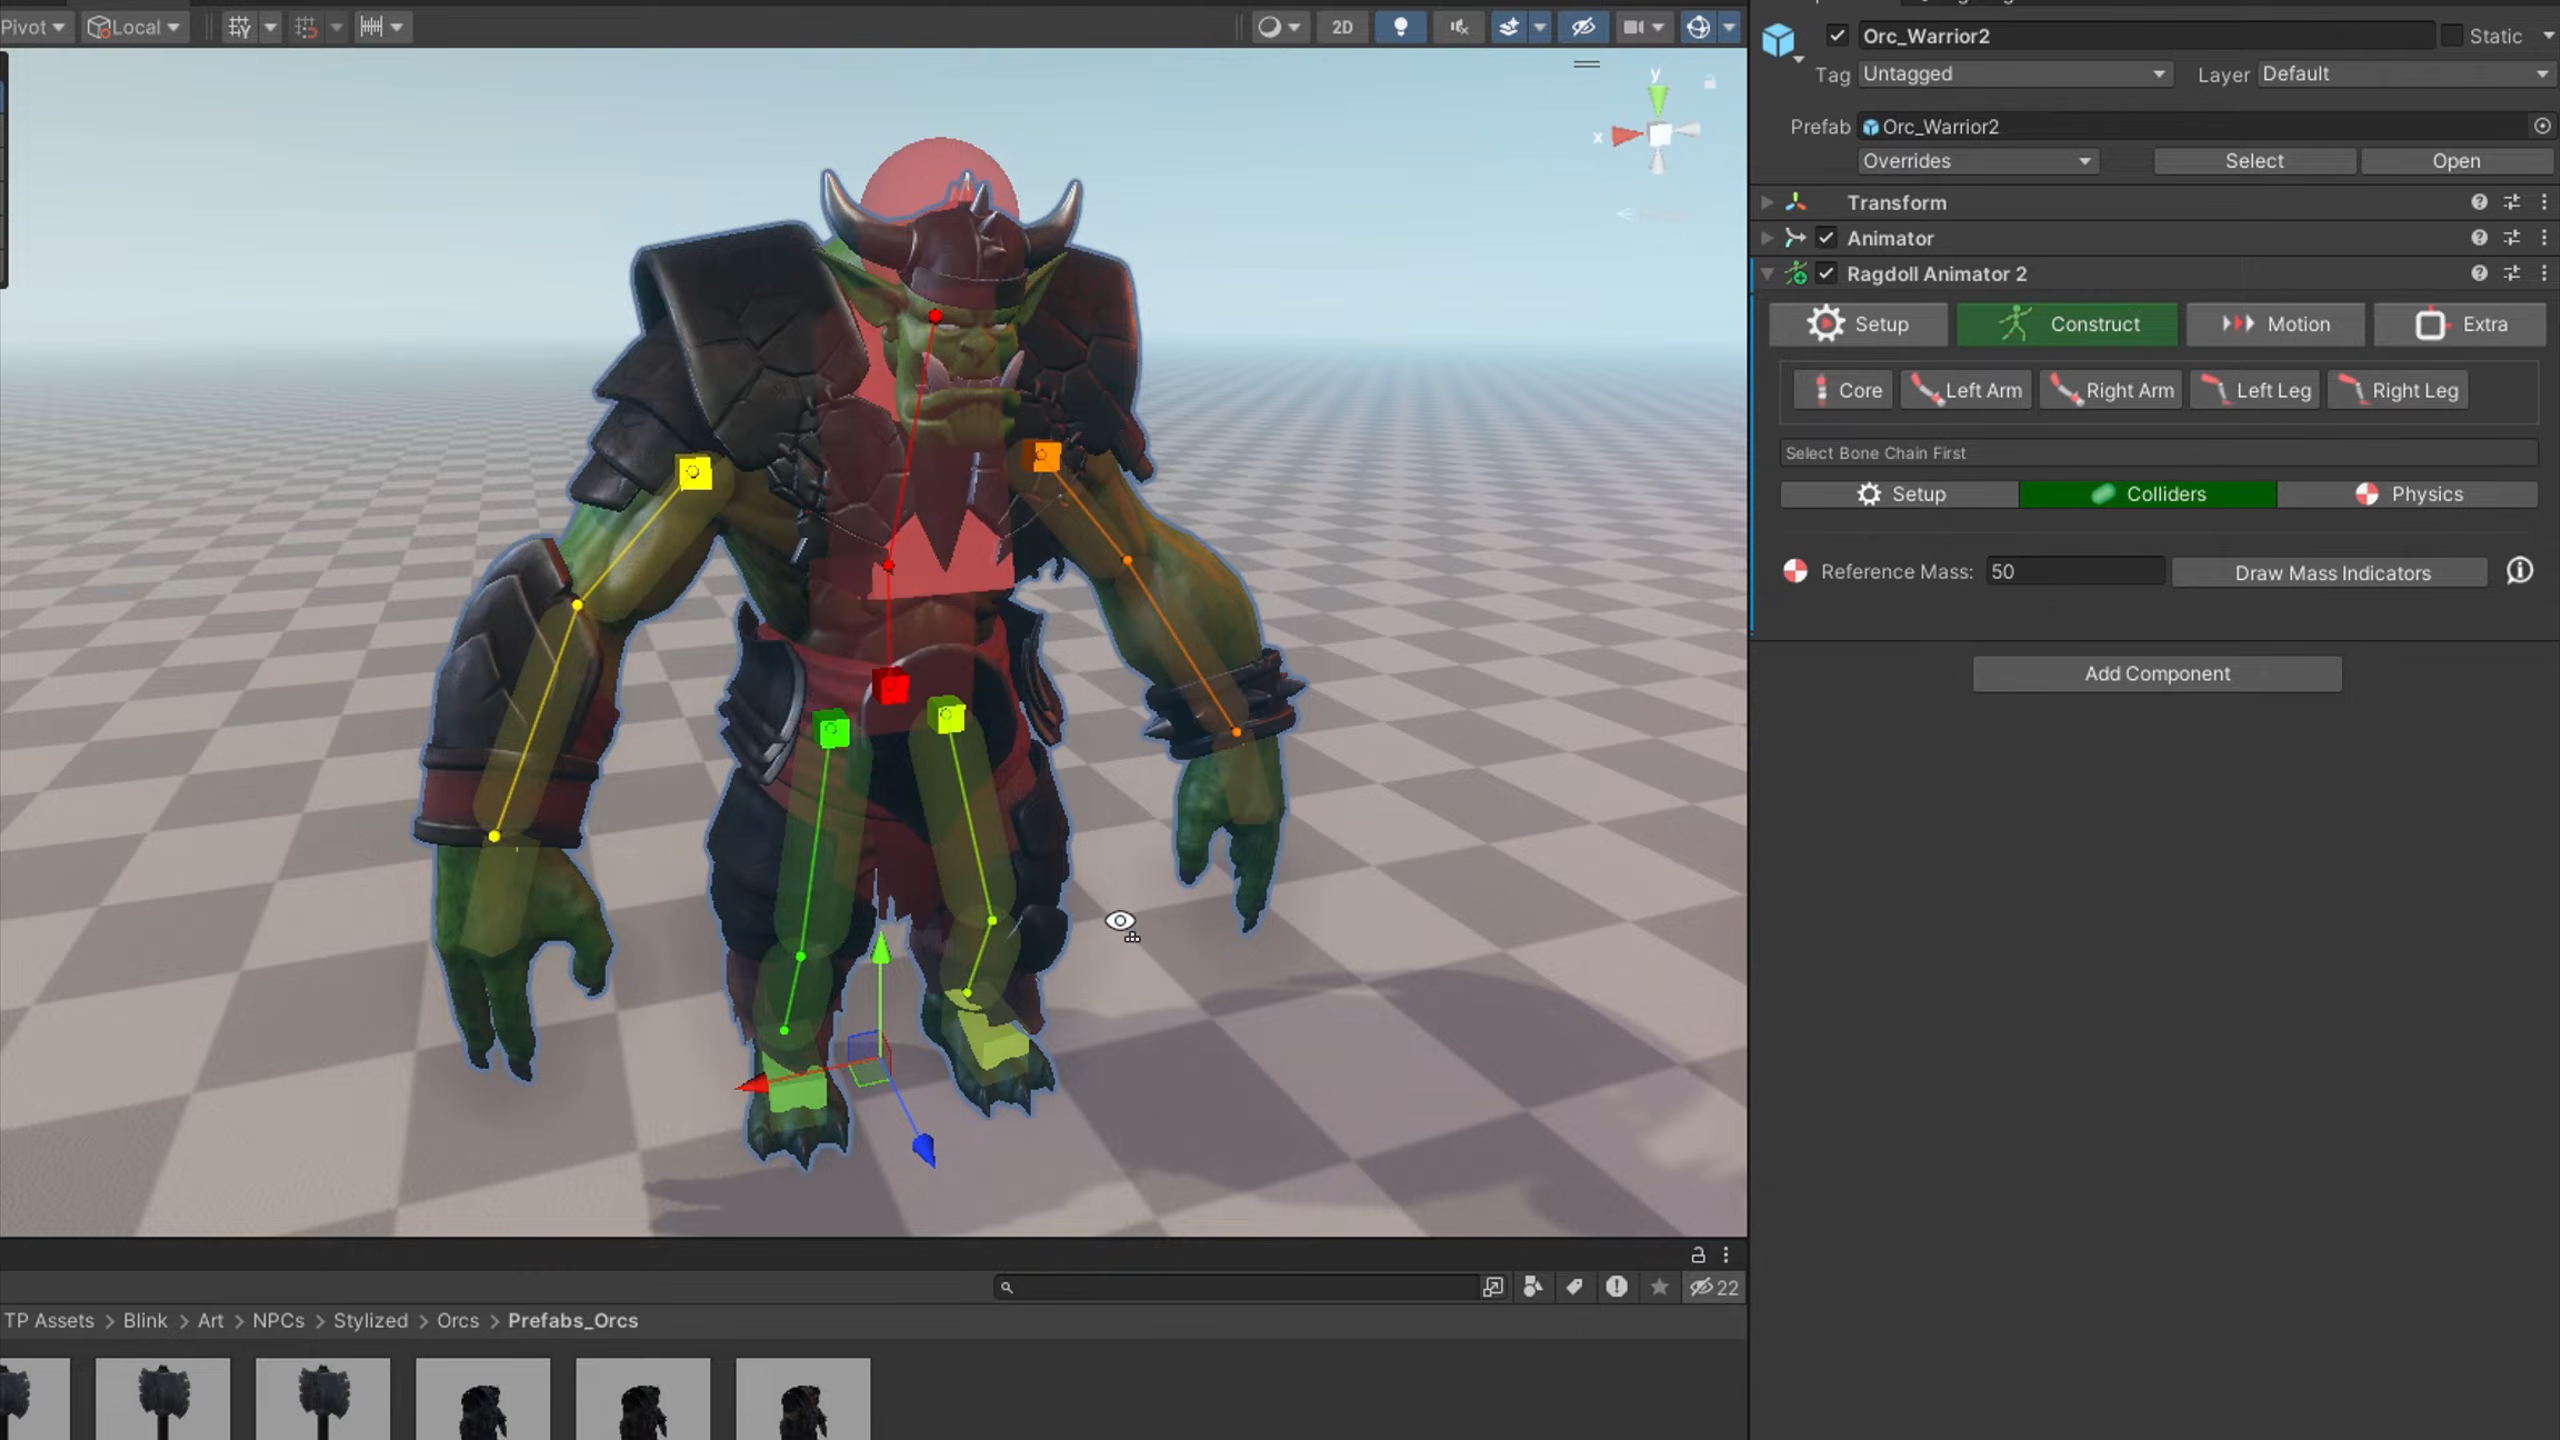 Pivot Local 2D
y
x
Orc_Warrior2 Static
Tag Untagged Layer Default
Prefab Orc_Warrior2
Overrides Select Open
Transform
Animator
Ragdoll Animator 2
Setup Construct Motion Extra
Core Left Arm Right Arm Left Leg Right Leg
Select Bone Chain First
Setup Colliders Physics
Reference Mass: 50 Draw Mass Indicators
Add Component
22
TP Assets > Blink > Art > NPCs > Stylized > Orcs > Prefabs_Orcs